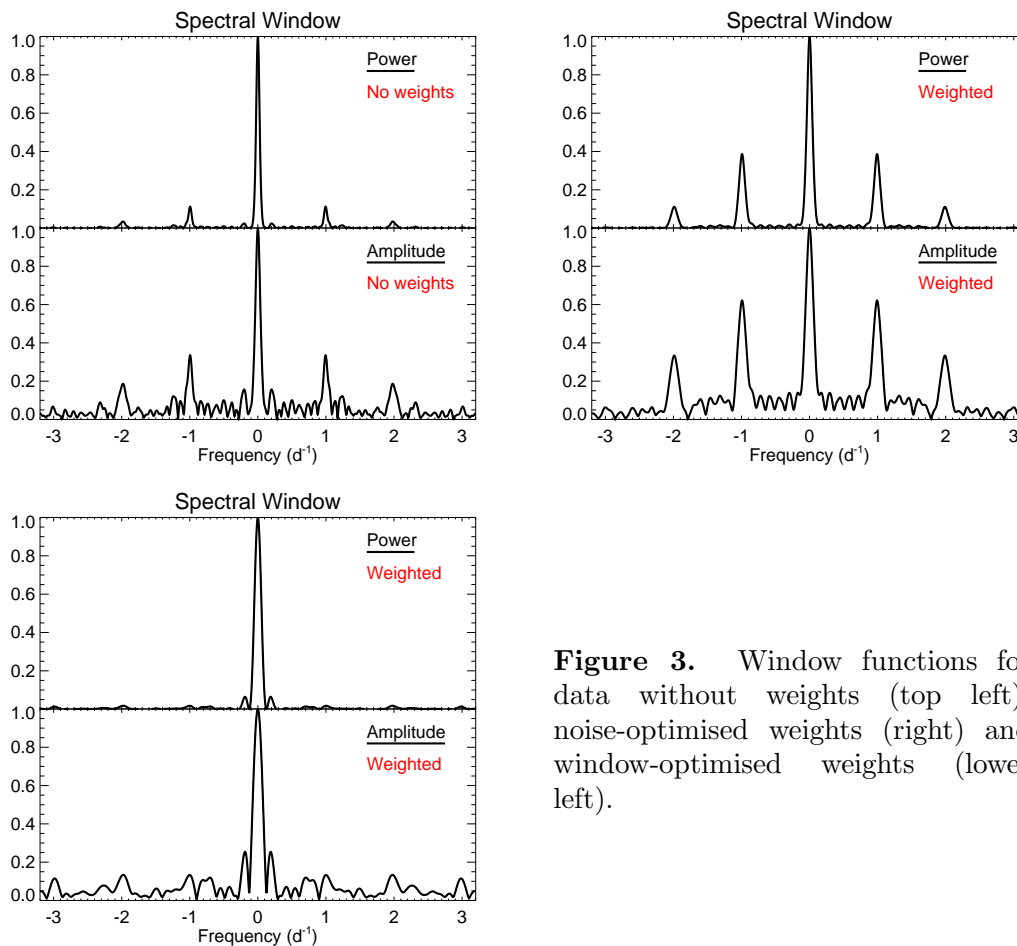 Spectral Window
1.0
Power
No weights
0.8
0.6
0.4
0.2
1.0
Amplitude
No weights
0.8
0.6
0.4
0.2
0.0
-3 -2 -1 0 1 2 3
Frequency (d-1)
Spectral Window
1.0
Power
Weighted
0.8
0.6
0.4
0.2
1.0
Amplitude
Weighted
0.8
0.6
0.4
0.2
0.0
-3 -2 -1 0 1 2 3
Frequency (d-1)
Spectral Window
1.0
Power
Weighted
0.8
0.6
0.4
0.2
1.0
Amplitude
Weighted
0.8
0.6
0.4
0.2
0.0
-3 -2 -1 0 1 2 3
Frequency (d-1)
Figure 3. Window functions fo
data without weights (top left)
noise-optimised weights (right) an
window-optimised weights (lowe
left).